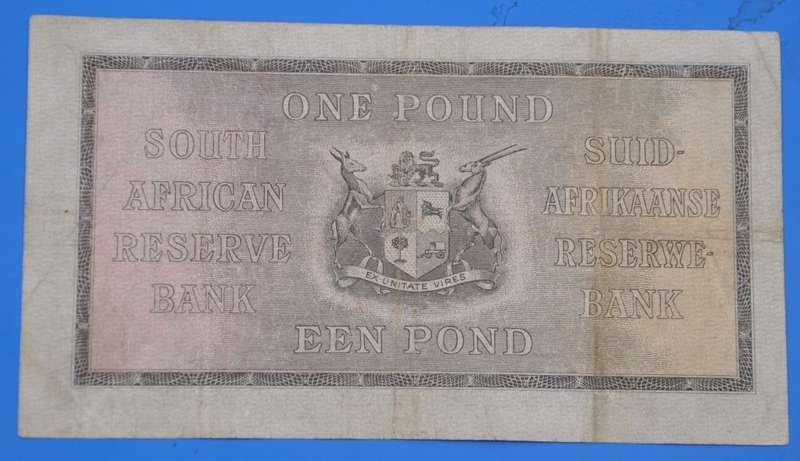 ONE POUND
SOUTH
AFRICAN
RESERVE
BANK
SUID-
AFRIKAANSE
RESERWE-
BANK
EX·UNITATE VIRES
EEN POND